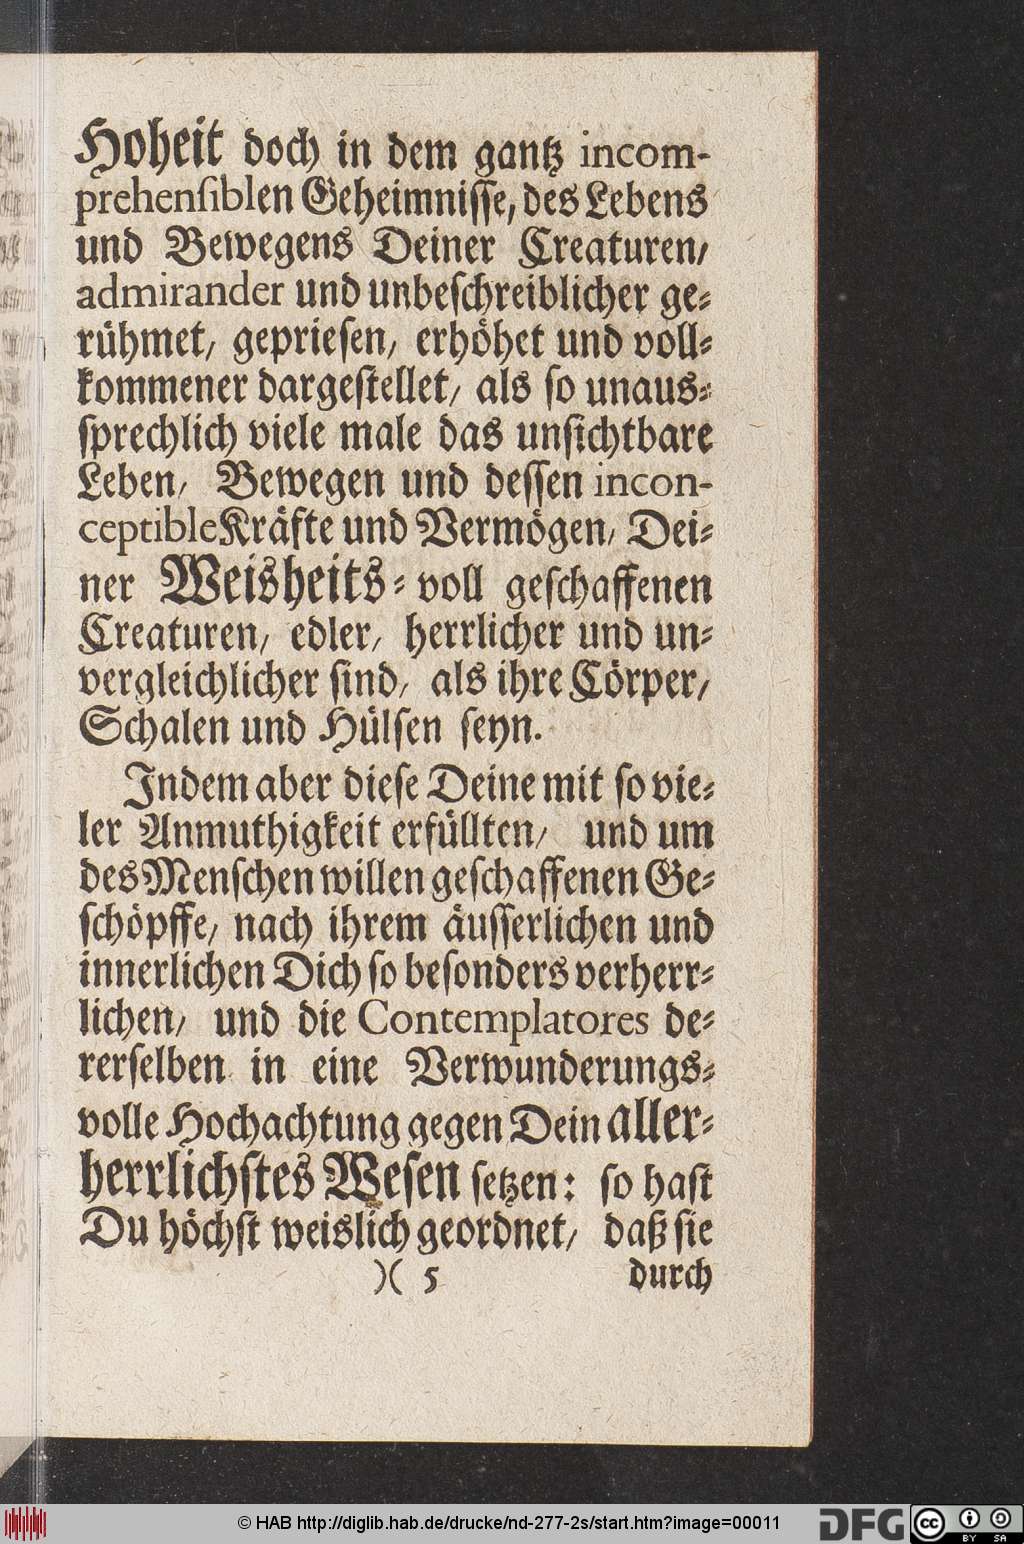 Hoheit doch in dem gantz incom-
prehensiblen Geheimnisse, des Lebens
und Bewegens Deiner Creaturen/
admirander und unbeschreiblicher ge-
rühmet/ gepriesen/ erhöhet und voll-
kommener dargestellet/ als so unaus-
sprechlich viele male das unsichtbare
Leben/ Bewegen und dessen incon-
ceptible Kräfte und Vermögen/ Dei-
ner Weisheits-voll geschaffenen
Creaturen/ edler/ herrlicher und un-
vergleichlicher sind/ als ihre Cörper/
Schalen und Hülsen seyn.
Indem aber diese Deine mit so vie-
ler Anmuthigkeit erfüllten/ und um
des Menschen willen geschaffenen Ge-
schöpffe/ nach ihrem äusserlichen und
innerlichen Dich so besonders verherr-
lichen/ und die Contemplatores de-
rerselben in eine Verwunderungs-
volle Hochachtung gegen Dein aller-
herrlichstes Wesen setzen: so hast
Du höchst weislich geordnet/ daß sie
)( 5 durch
© HAB http://diglib.hab.de/drucke/nd-277-2s/start.htm?image=00011 DFG cc BY SA